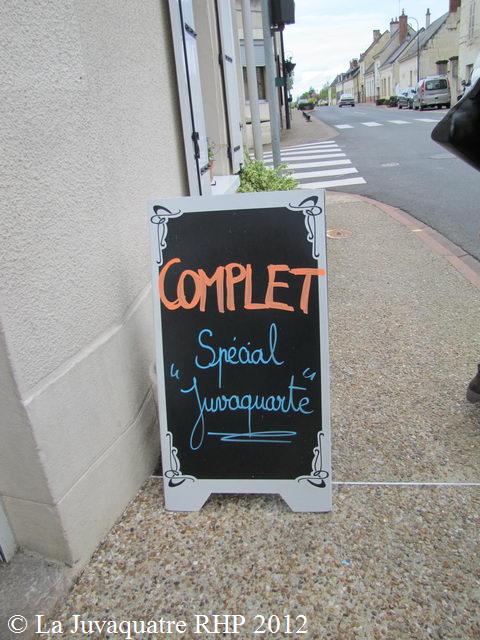 COMPLET
Spécial
"Juvaquarte"
© La Juvaquatre RHP 2012